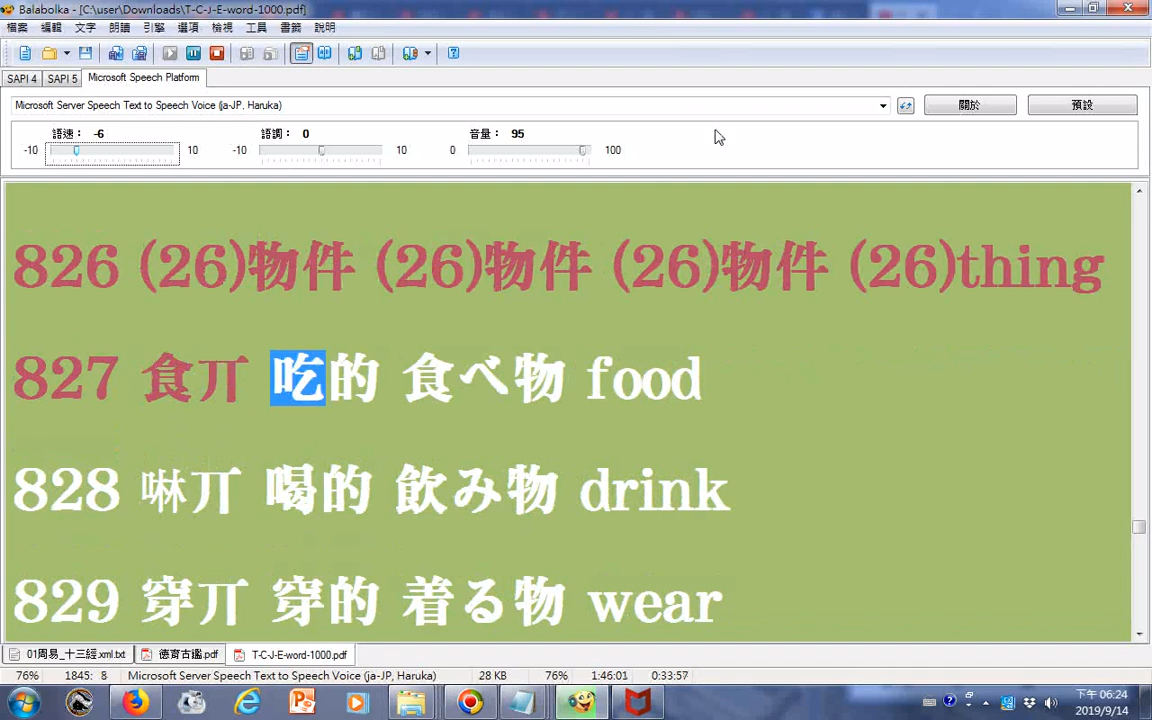 Balabolka - [C:\user\Downloads\T-C-J-E-word-1000.pdf]
檔案 編輯 文字 朗讀 引擎 選項 檢視 工具 書籤 說明
SAPI 4 SAPI 5 Microsoft Speech Platform
Microsoft Server Speech Text to Speech Voice (ja-JP, Haruka) 關於 預設
語速： -6 語調： 0 音量： 95
-10 10 -10 10 0 100
826 (26)物件 (26)物件 (26)物件 (26)thing
827 食丌 吃的 食べ物 food
828 啉丌 喝的 飲み物 drink
829 穿丌 穿的 着る物 wear
01周易_十三經.xml.txt 德育古鑑.pdf T-C-J-E-word-1000.pdf
76% 1845: 8 Microsoft Server Speech Text to Speech Voice (ja-JP, Haruka) 28 KB 76% 1:46:01 0:33:57
下午 06:24
2019/9/14